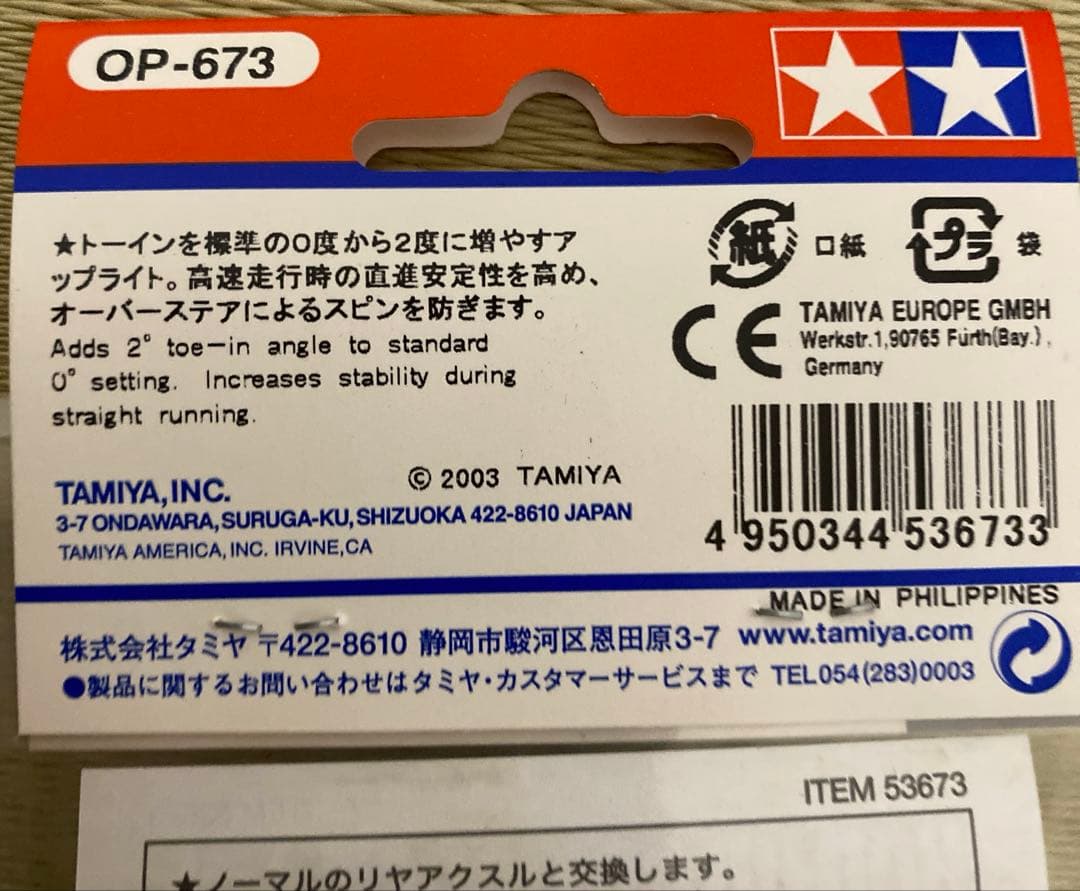 OP-673
★トーインを標準の0度から2度に増やすア
ップライト。高速走行時の直進安定性を高め、
オーバーステアによるスピンを防ぎます。
Adds 2° toe-in angle to standard
0° setting. Increases stability during
straight running.
紙 口紙
プラ 袋
CE
TAMIYA EUROPE GMBH
Werkstr.1,90765 Fürth(Bay.),
Germany
© 2003 TAMIYA
TAMIYA, INC.
3-7 ONDAWARA, SURUGA-KU, SHIZUOKA 422-8610 JAPAN
TAMIYA AMERICA, INC. IRVINE, CA
4 950344 536733
MADE IN PHILIPPINES
株式会社タミヤ 〒422-8610 静岡市駿河区恩田原3-7 www.tamiya.com
●製品に関するお問い合わせはタミヤ・カスタマーサービスまで TEL054(283)0003
ITEM 53673
★ノーマルのリヤアクスルと交換します。